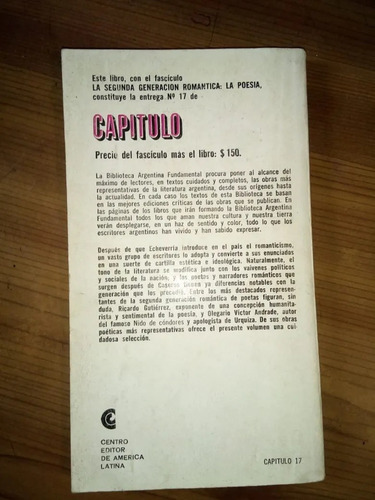 Este libro, con el fascículo
LA SEGUNDA GENERACION ROMANTICA: LA POESIA,
constituye la entrega Nº 17 de
CAPITULO
Precio del fascículo más el libro: $ 150.
La Biblioteca Argentina Fundamental procura poner al alcance del
máximo de lectores, en textos cuidados y completos, las obras más
representativas de la literatura argentina, desde sus orígenes hasta
la actualidad. En cada caso los textos de esta Biblioteca se basan
en las mejores ediciones críticas de las obras que se publican. En
las páginas de los libros que irán formando la Biblioteca Argentina
Fundamental todos los que aman nuestra cultura y nuestra tierra
verán desplegarse, en un haz de sentido y color, todo lo que los
escritores argentinos han vivido y han sabido expresar.
Después de que Echeverría introduce en el país el romanticismo,
un vasto grupo de escritores lo adopta y convierte a sus enunciados
en una suerte de cartilla estética e ideológica. Naturalmente, el
tono de la literatura se modifica junto con los vaivenes políticos
y sociales de la nación, y los poetas y narradores románticos que
surgen después de Caseros tienen ya diferencias notables con la
generación que los precedió. Entre los más destacados represen-
tantes de la segunda generación romántica de poetas figuran, sin
duda, Ricardo Gutiérrez, exponente de una concepción humanita-
rista y sentimental de la poesía, y Olegario Víctor Andrade, autor
del famoso Nido de cóndores y apologista de Urquiza. De sus obras
poéticas más representativas ofrece el presente volumen una cui-
dadosa selección.
CENTRO
EDITOR
DE AMERICA
LATINA
CAPITULO 17